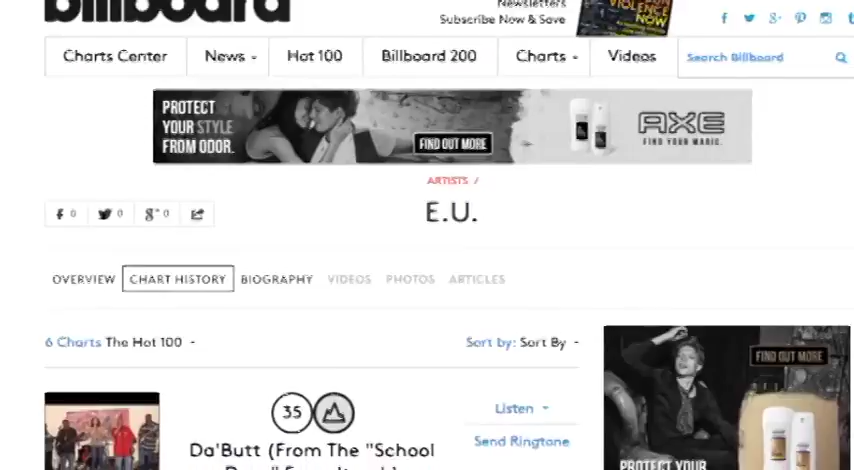 billboard
Newsletters
Subscribe Now & Save
VIOLENCE
NOW
Charts Center
News
Hot 100
Billboard 200
Charts
Videos
Search Billboard
PROTECT
YOUR STYLE
FROM ODOR.
FIND OUT MORE
AXE
FIND YOUR MAGIC.
ARTISTS /
0 0 0
E.U.
OVERVIEW CHART HISTORY BIOGRAPHY VIDEOS PHOTOS ARTICLES
6 Charts The Hot 100
Sort by: Sort By
FIND OUT MORE
35
Listen
Da'Butt (From The "School
Send Ringtone
PROTECT YOUR